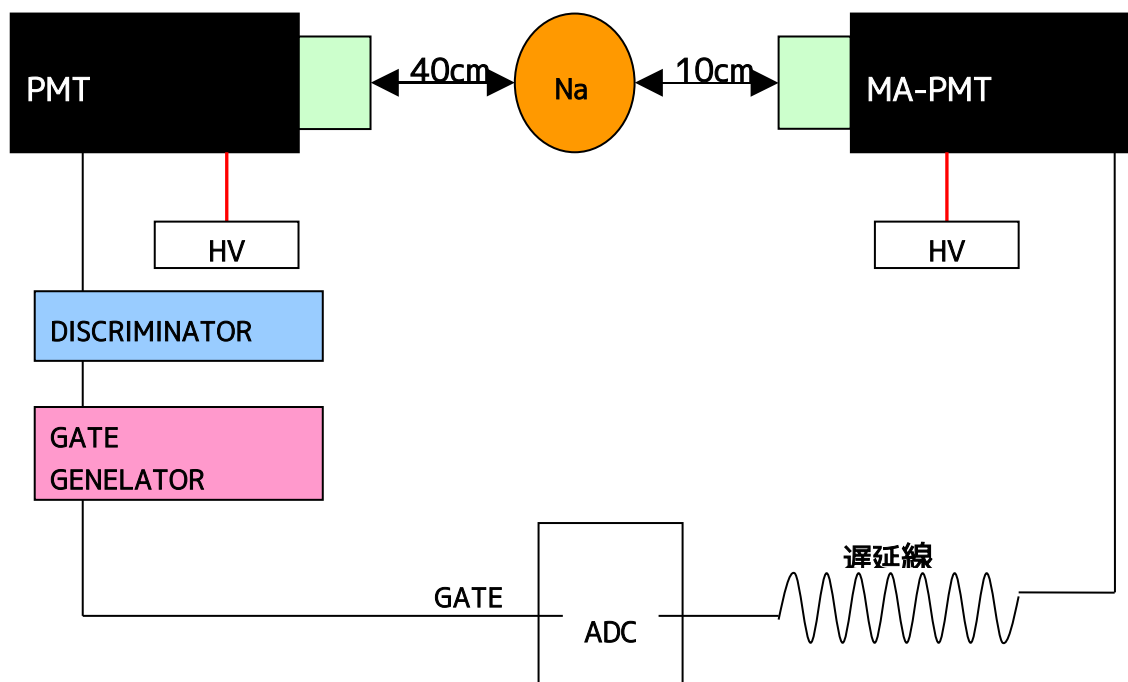 PMT
40cm
Na
10cm
MA-PMT
HV
HV
DISCRIMINATOR
GATE
GENELATOR
遅延線
GATE
ADC